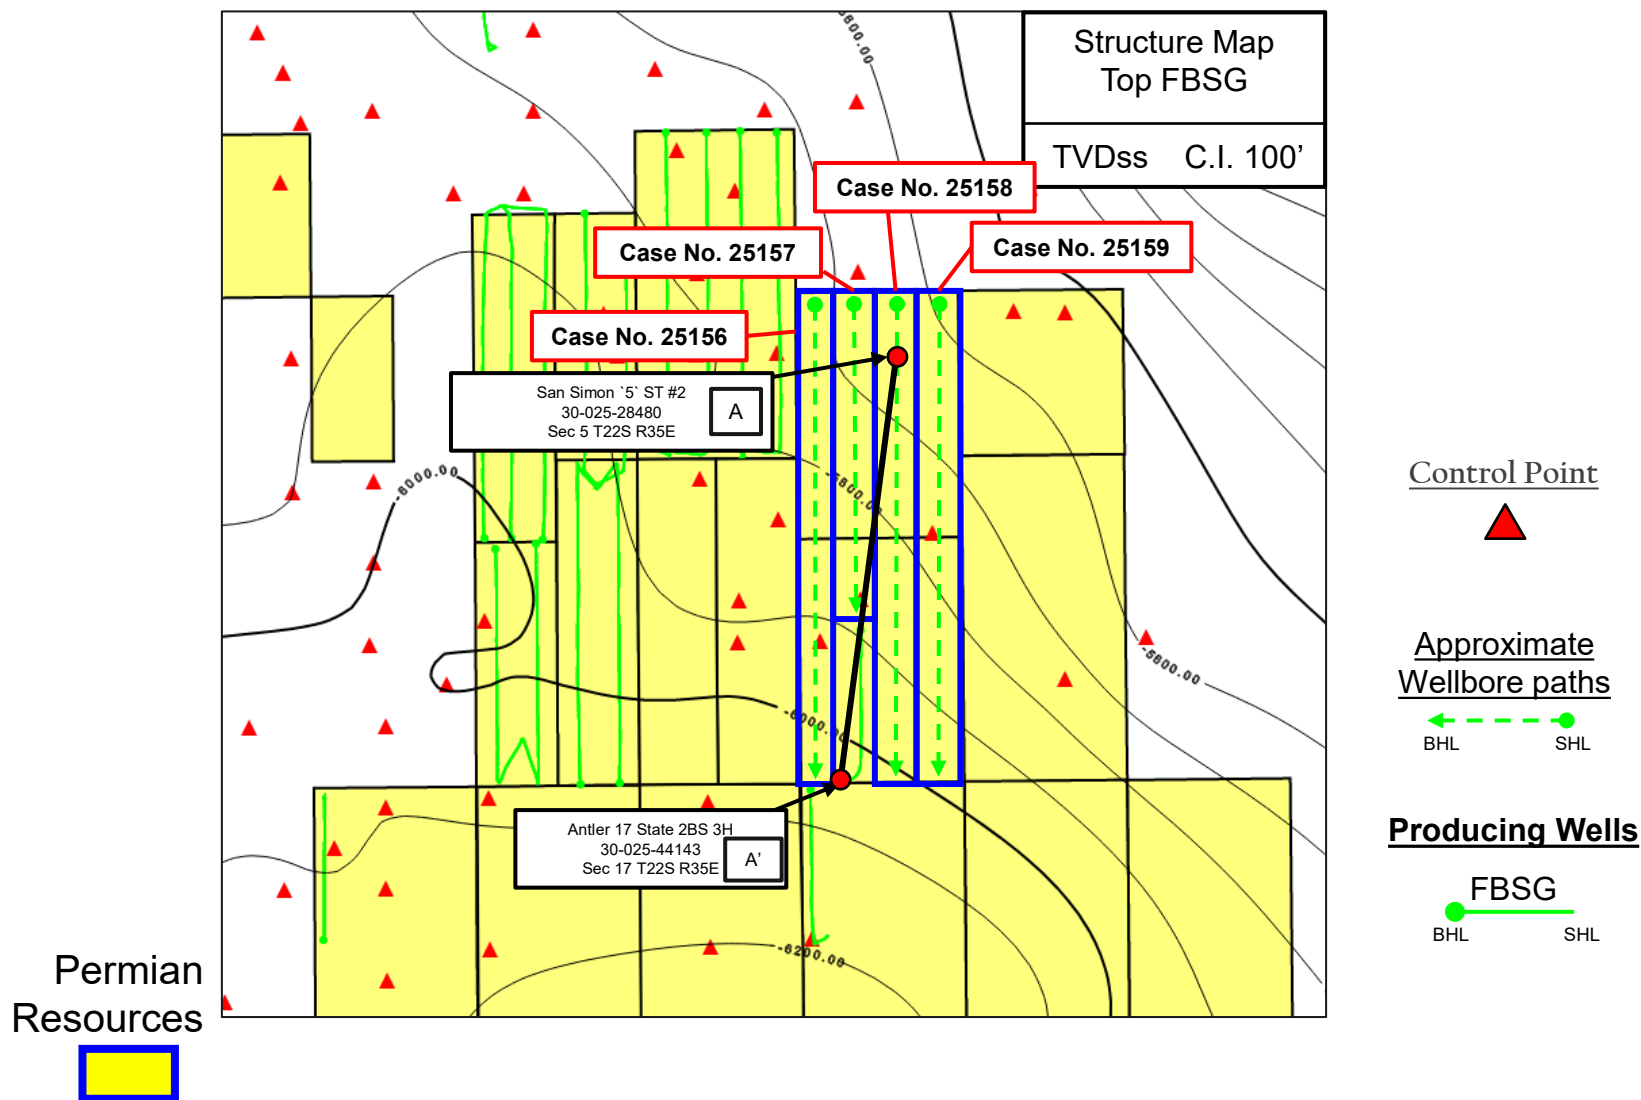 Structure Map
Top FBSG
TVDss C.I. 100’
Case No. 25158
Case No. 25157
Case No. 25159
Case No. 25156
San Simon `5` ST #2
30-025-28480
Sec 5 T22S R35E
A
-6000.00
-5800.00
-5600.00
-6000.00
Antler 17 State 2BS 3H
30-025-44143
Sec 17 T22S R35E
A’
-6200.00
Control Point
Approximate
Wellbore paths
BHL SHL
Producing Wells
FBSG
BHL SHL
Permian
Resources